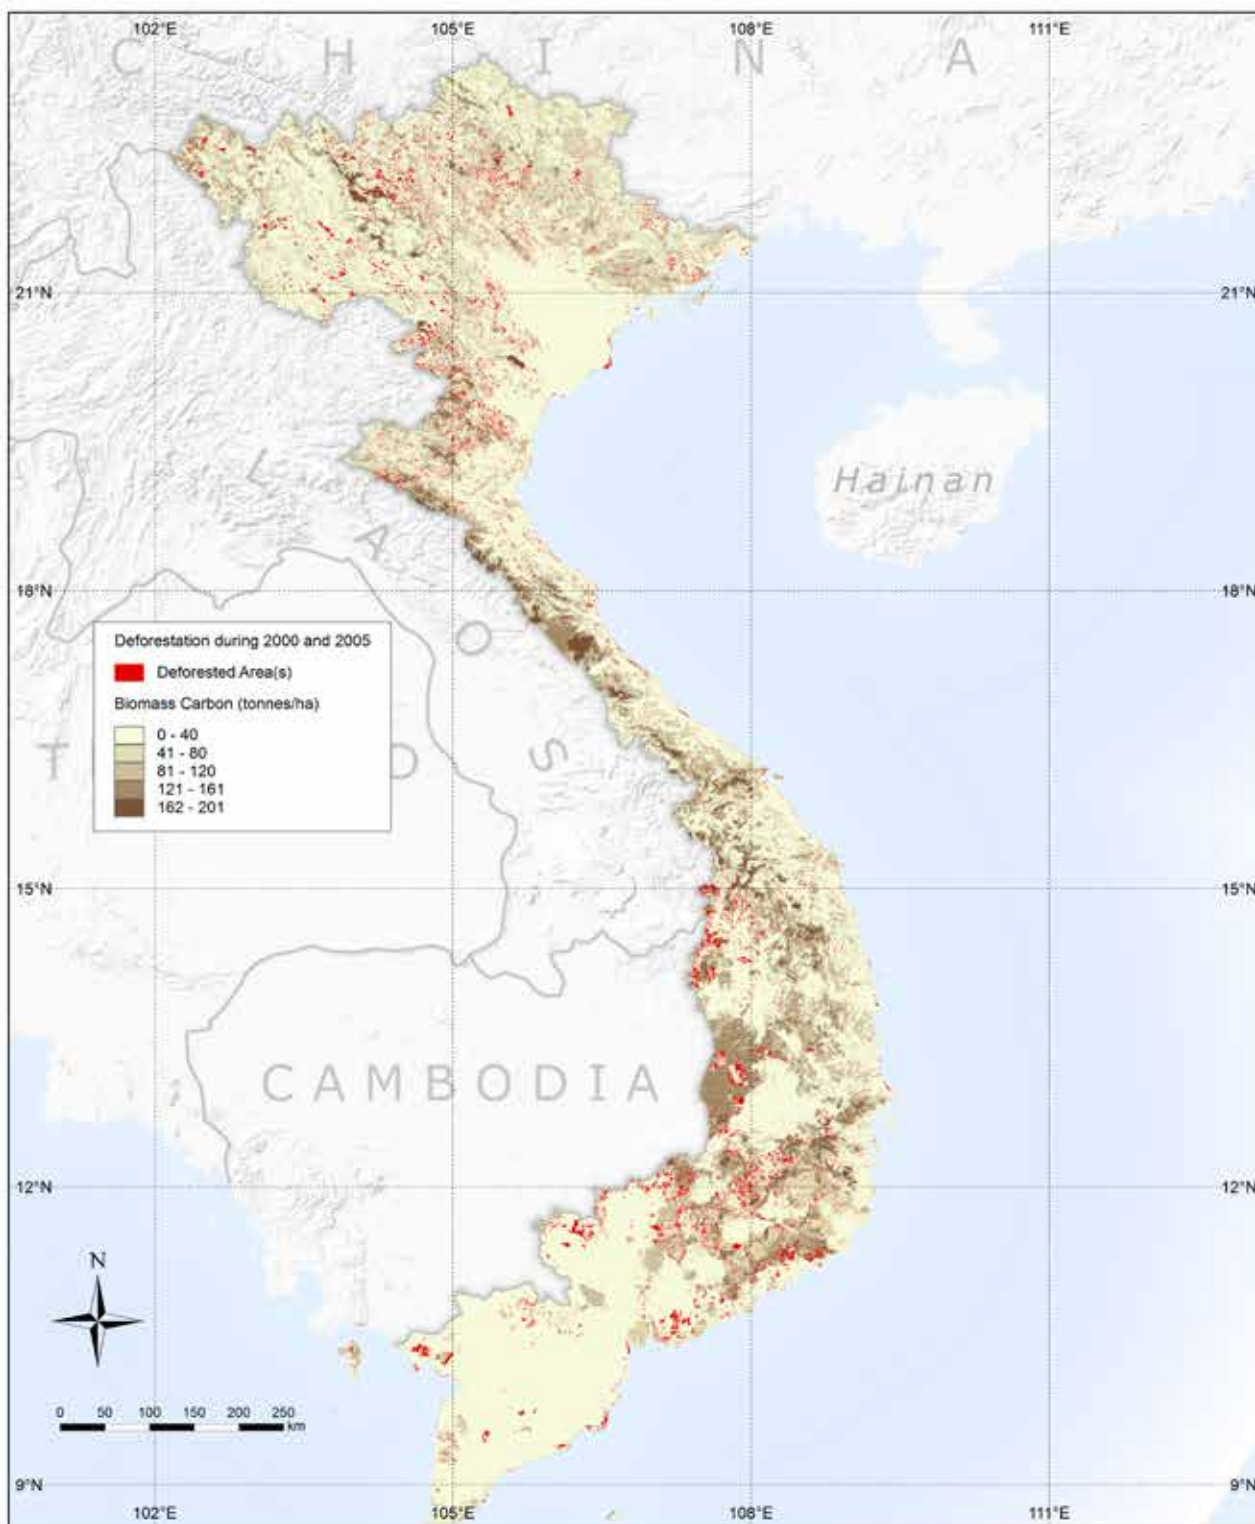 102°E 105°E 108°E 111°E
C H I N A
21°N 21°N
Hainan
L A O S
18°N 18°N
Deforestation during 2000 and 2005
Deforested Area(s)
Biomass Carbon (tonnes/ha)
0 - 40
41 - 80
81 - 120
121 - 161
162 - 201
T D
15°N 15°N
CAMBODIA
12°N 12°N
N
0 50 100 150 200 250
km
9°N 9°N
102°E 105°E 108°E 111°E